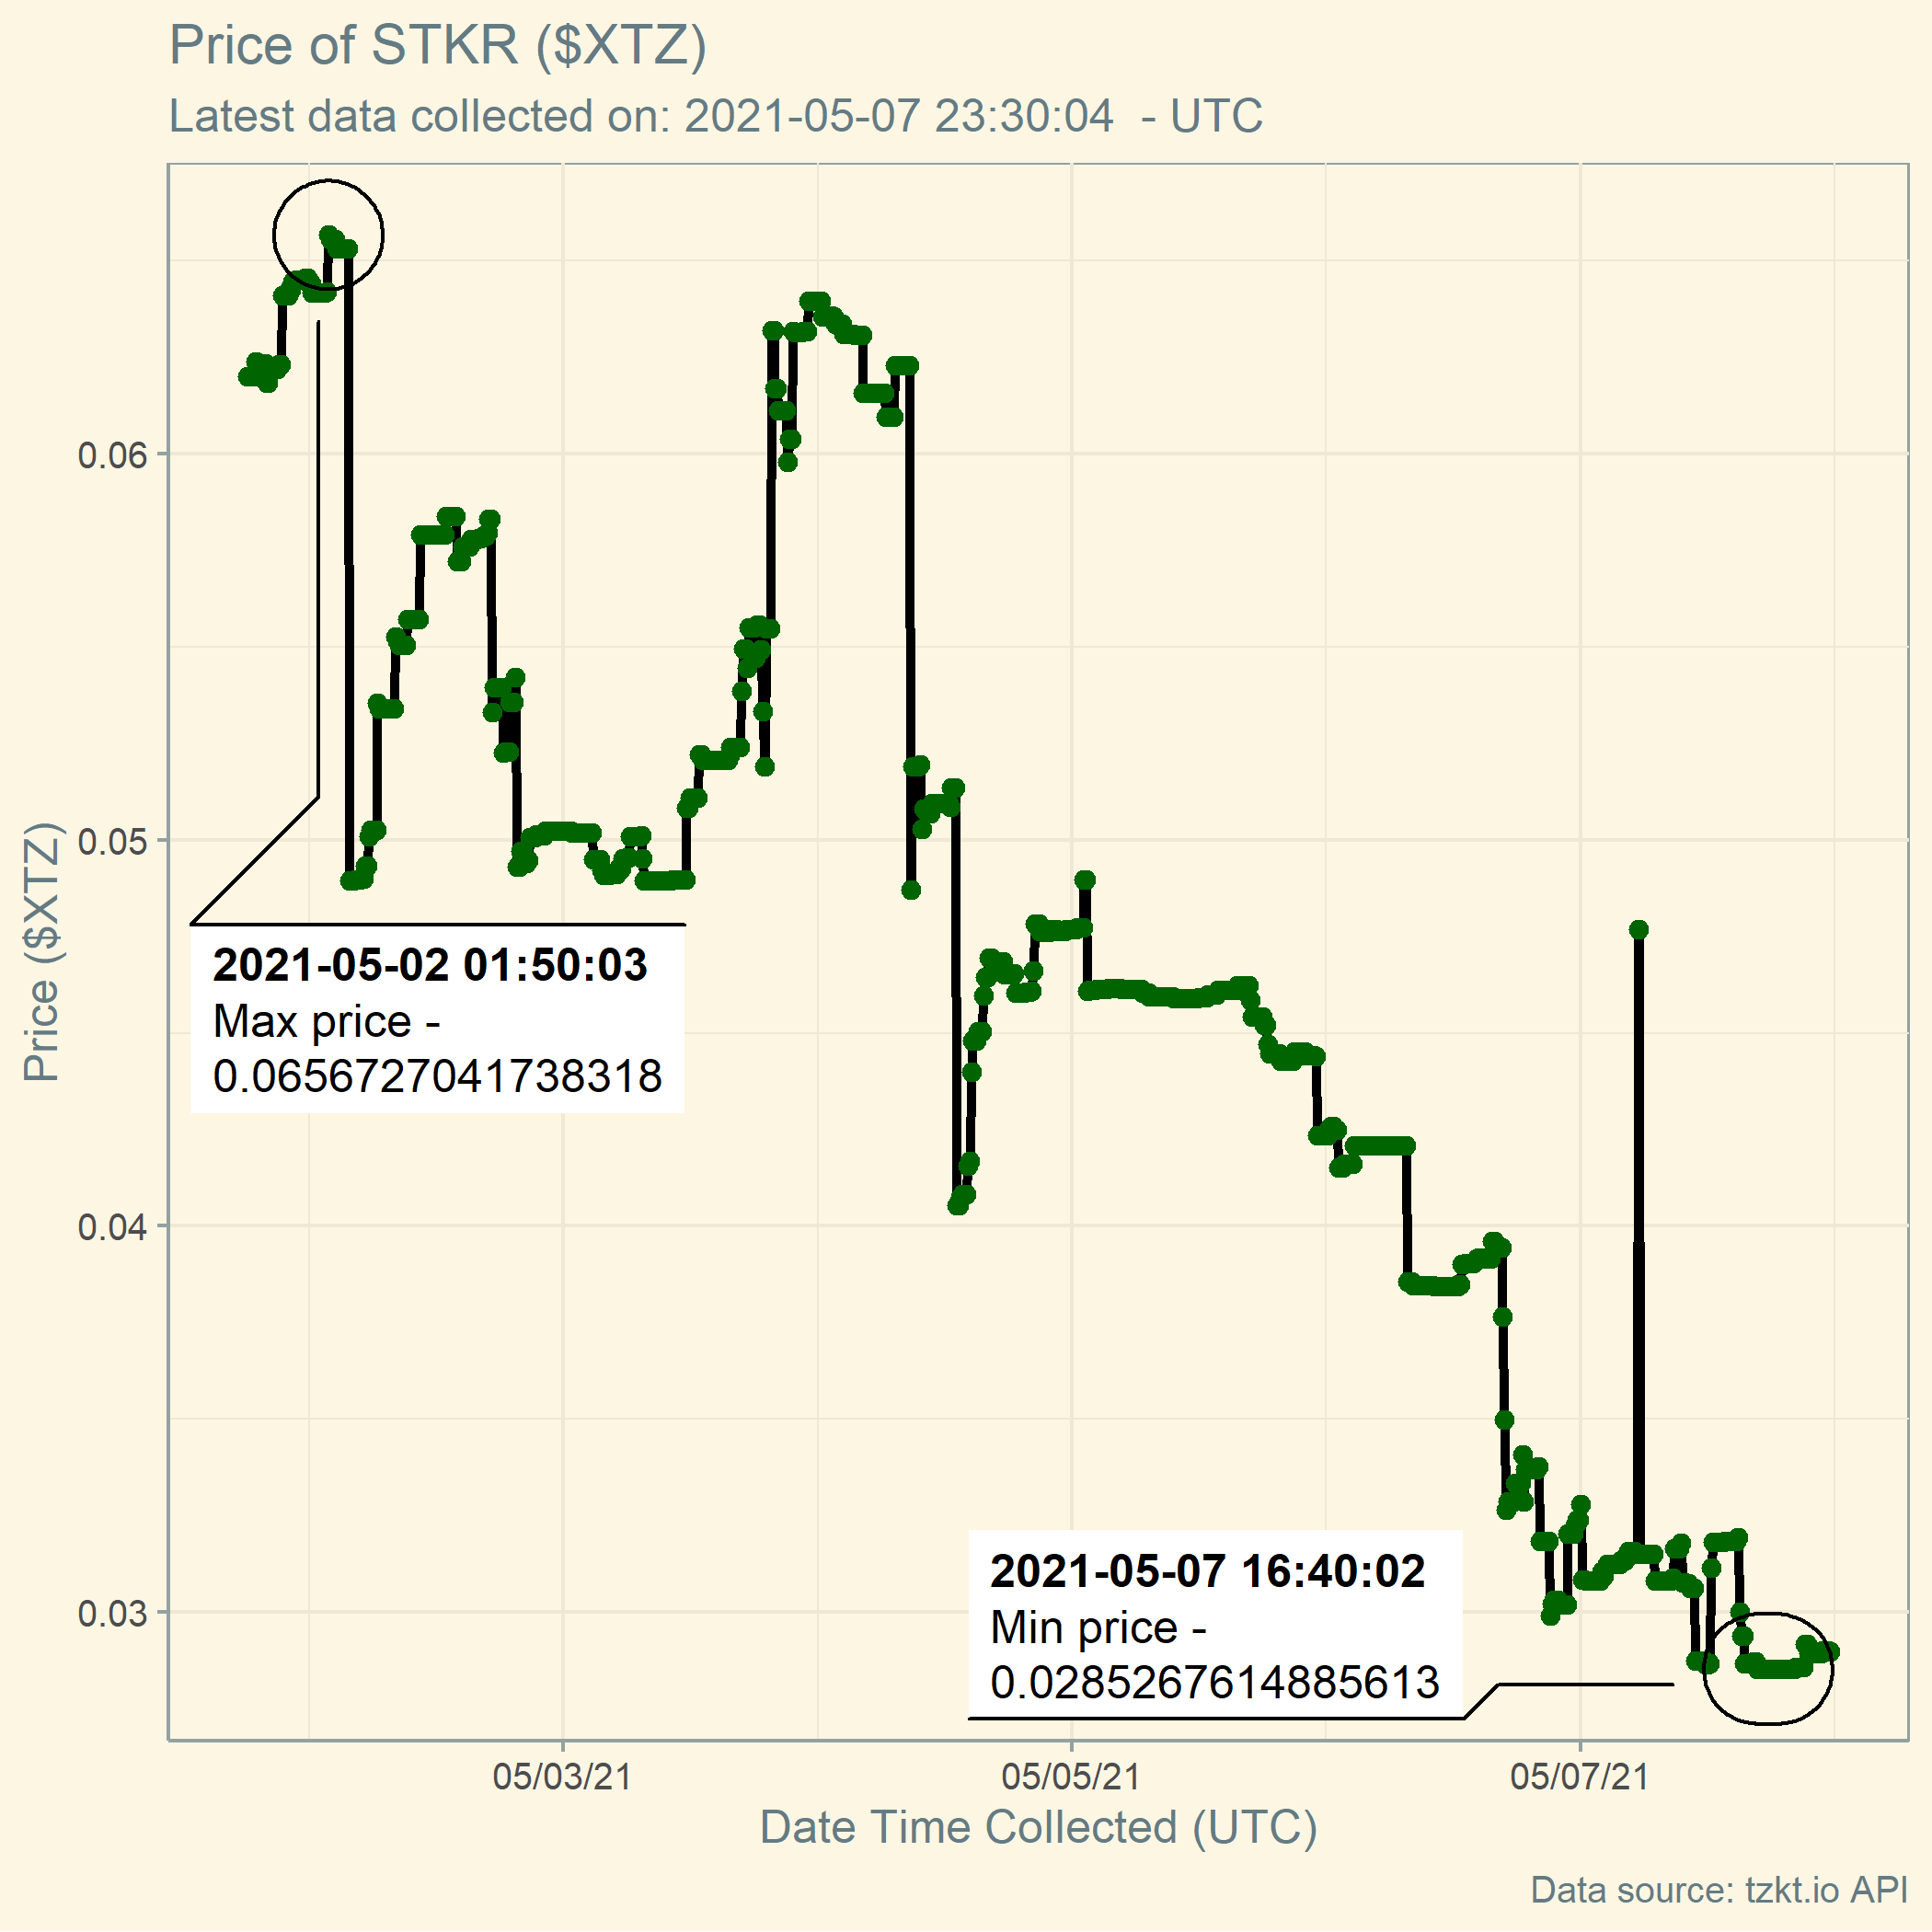 Price of STKR ($XTZ)
Latest data collected on: 2021-05-07 23:30:04  - UTC
0.06
0.05
0.04
0.03
Price ($XTZ)
2021-05-02 01:50:03
Max price -
0.0656727041738318
2021-05-07 16:40:02
Min price -
0.0285267614885613
05/03/21
05/05/21
05/07/21
Date Time Collected (UTC)
Data source: tzkt.io API